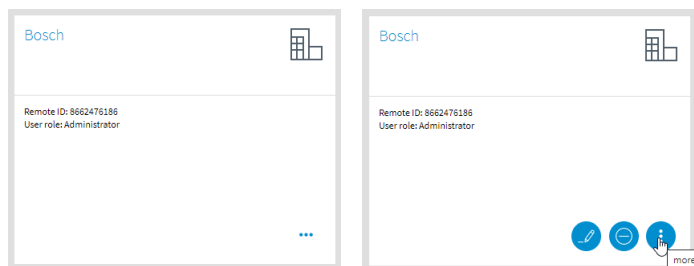 Bosch
Remote ID: 8662476186
User role: Administrator
Bosch
Remote ID: 8662476186
User role: Administrator
more